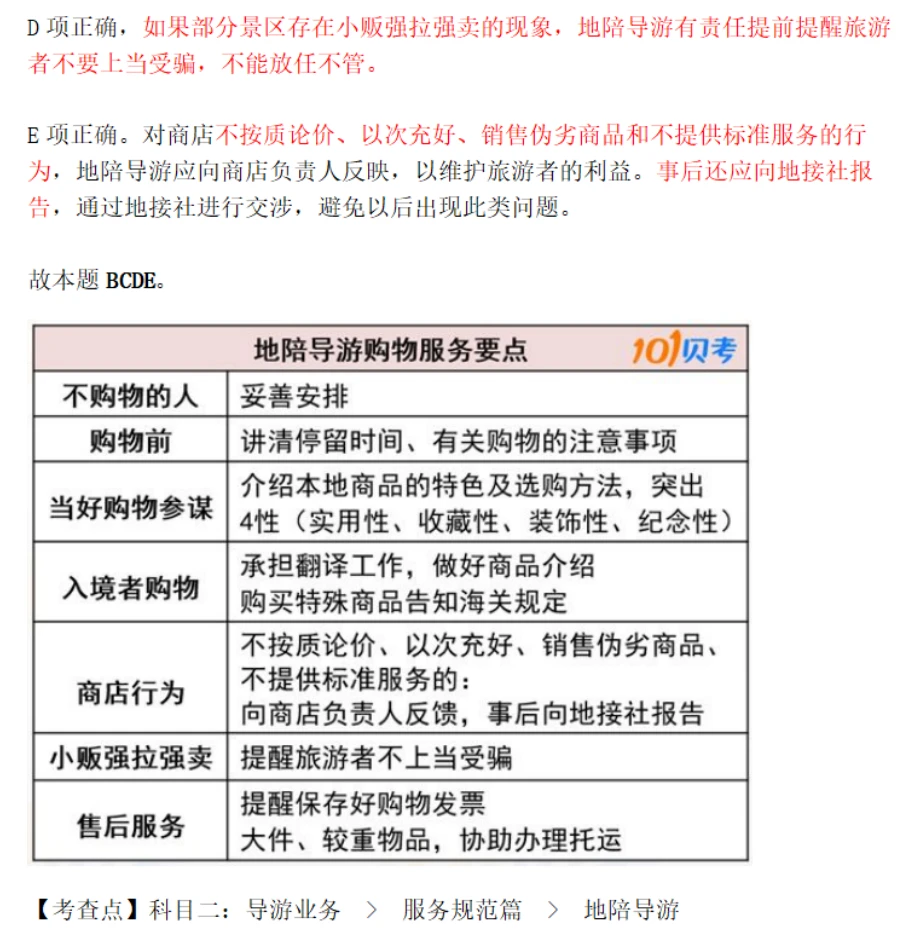 D 项正确，如果部分景区存在小贩强拉强卖的现象，地陪导游有责任提前提醒旅游
者不要上当受骗，不能放任不管。
E 项正确。对商店不按质论价、以次充好、销售伪劣商品和不提供标准服务的行
为，地陪导游应向商店负责人反映，以维护旅游者的利益。事后还应向地接社报
告，通过地接社进行交涉，避免以后出现此类问题。
故本题 BCDE。
地陪导游购物服务要点
101贝考
不购物的人
妥善安排
购物前
讲清停留时间、有关购物的注意事项
当好购物参谋
介绍本地商品的特色及选购方法，突出
4性（实用性、收藏性、装饰性、纪念性）
入境者购物
承担翻译工作，做好商品介绍
购买特殊商品告知海关规定
商店行为
不按质论价、以次充好、销售伪劣商品、
不提供标准服务的：
向商店负责人反馈，事后向地接社报告
小贩强拉强卖
提醒旅游者不上当受骗
售后服务
提醒保存好购物发票
大件、较重物品，协助办理托运
【考查点】科目二：导游业务 > 服务规范篇 > 地陪导游